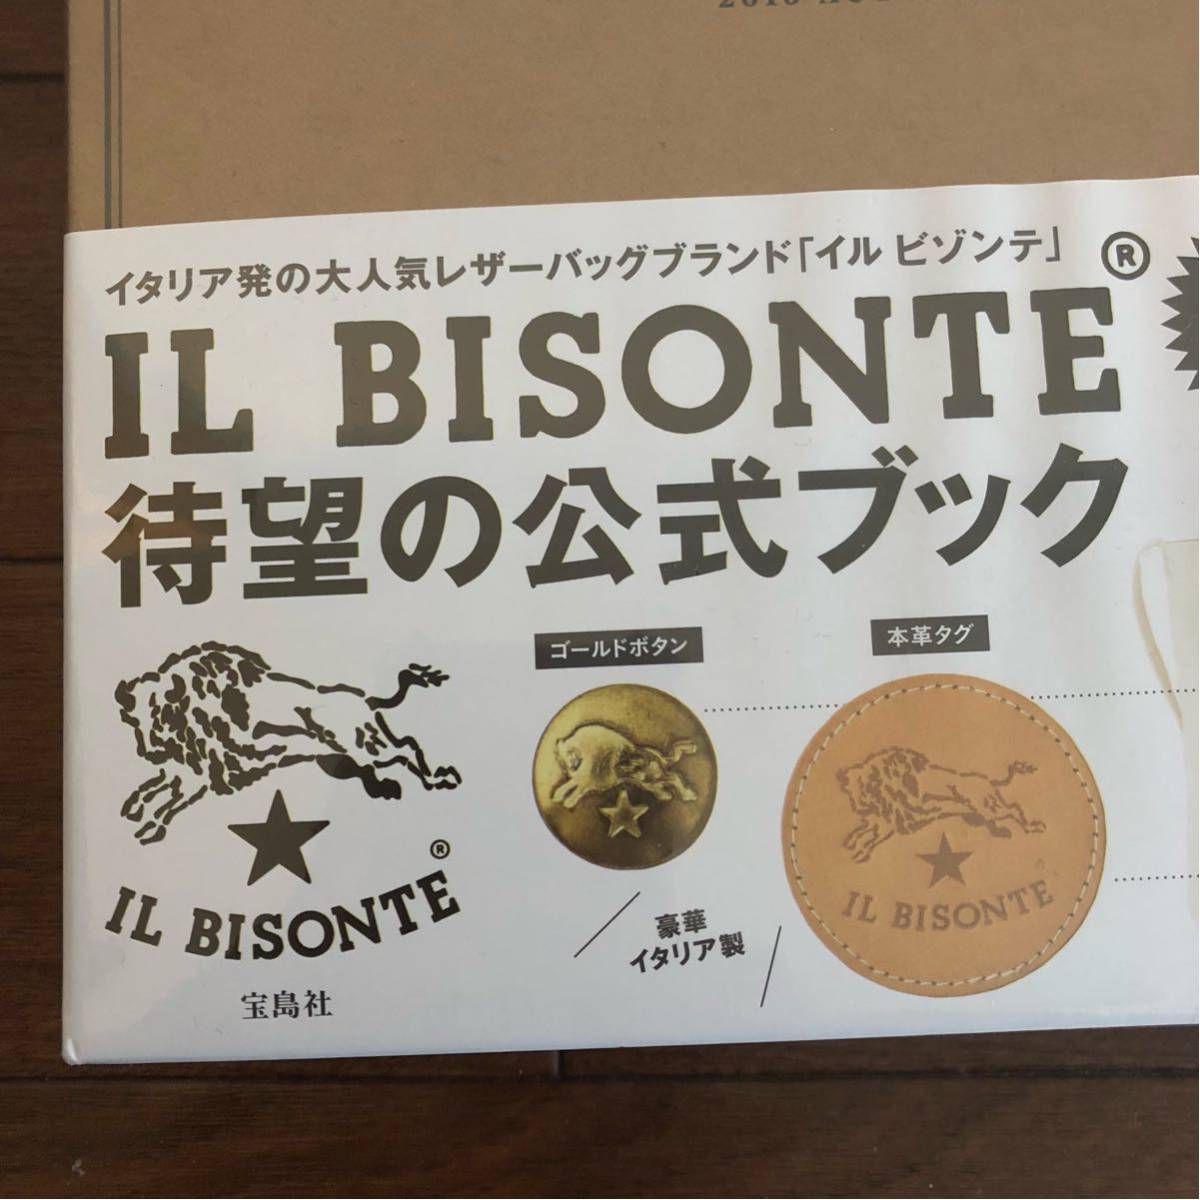 イタリア発の大人気レザーバッグブランド「イル ビゾンテ」
IL BISONTE®
待望の公式ブック
ゴールドボタン
本革タグ
IL BISONTE
®
IL BISONTE
豪華
イタリア製
宝島社